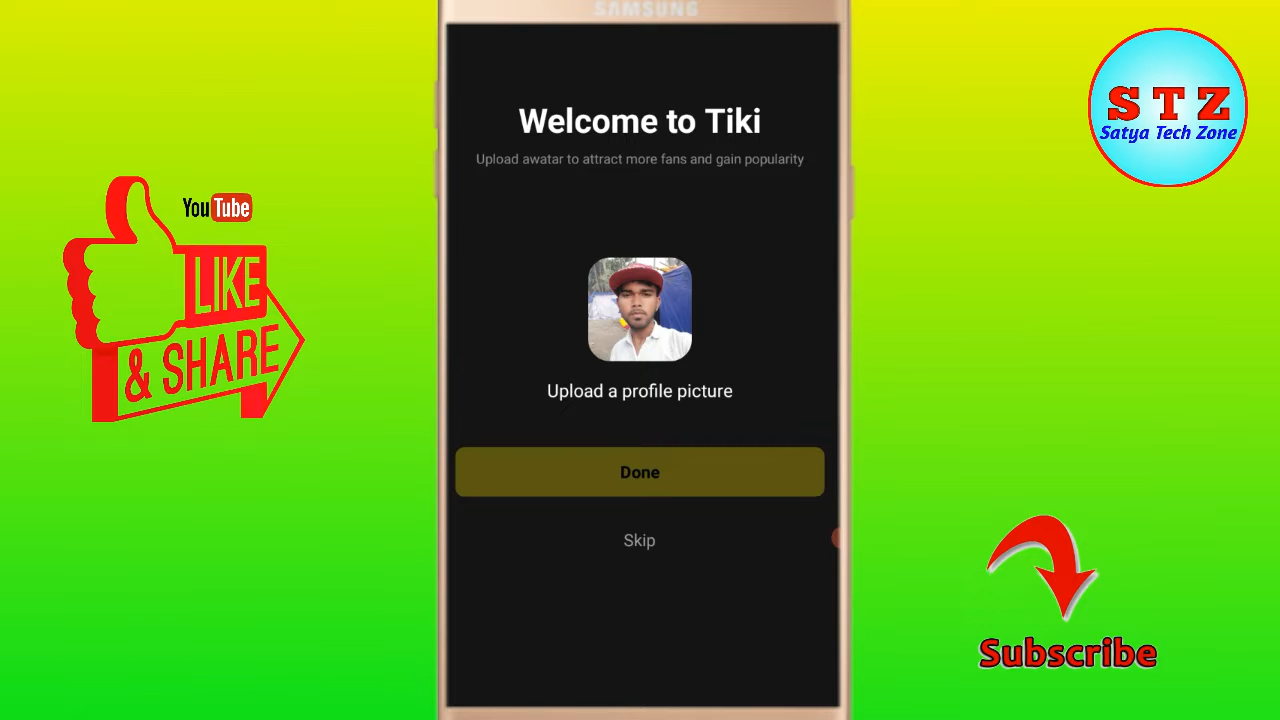 SAMSUNG
Welcome to Tiki
Upload awatar to attract more fans and gain popularity
Upload a profile picture
Done
Skip
YouTube
LIKE
& SHARE
S T Z
Satya Tech Zone
Subscribe